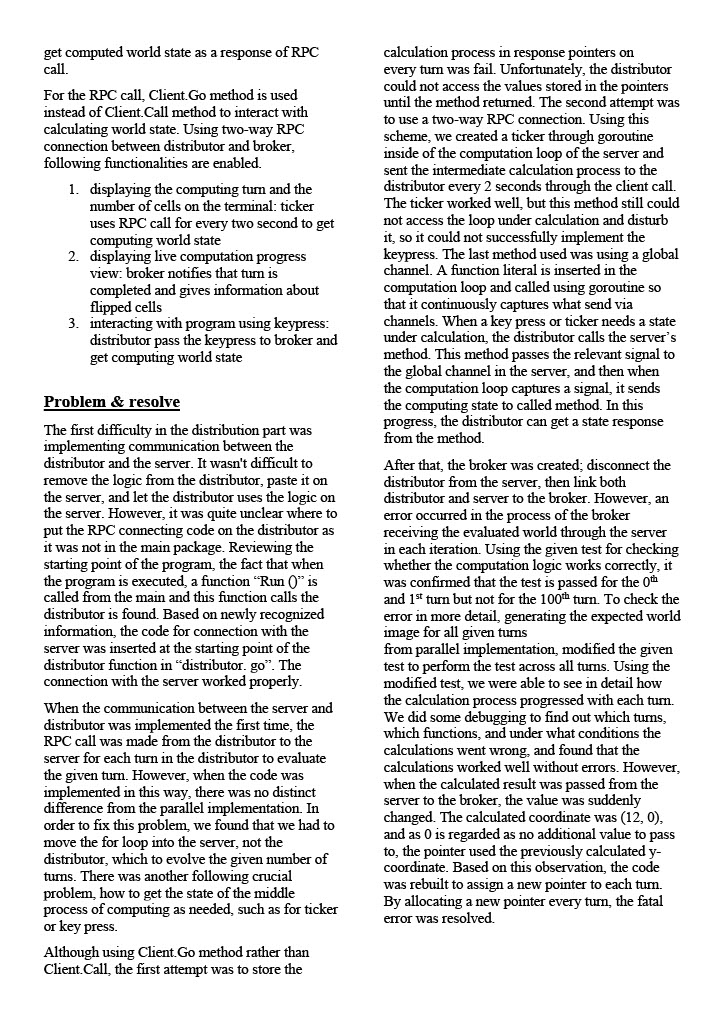 get computed world state as a response of RPC
call.
For the RPC call, Client.Go method is used
instead of Client.Call method to interact with
calculating world state. Using two-way RPC
connection between distributor and broker,
following functionalities are enabled.
1. displaying the computing turn and the
number of cells on the terminal: ticker
uses RPC call for every two second to get
computing world state
2. displaying live computation progress
view: broker notifies that turn is
completed and gives information about
flipped cells
3. interacting with program using keypress:
distributor pass the keypress to broker and
get computing world state
Problem & resolve
The first difficulty in the distribution part was
implementing communication between the
distributor and the server. It wasn't difficult to
remove the logic from the distributor, paste it on
the server, and let the distributor uses the logic on
the server. However, it was quite unclear where to
put the RPC connecting code on the distributor as
it was not in the main package. Reviewing the
starting point of the program, the fact that when
the program is executed, a function “Run ()” is
called from the main and this function calls the
distributor is found. Based on newly recognized
information, the code for connection with the
server was inserted at the starting point of the
distributor function in “distributor. go”. The
connection with the server worked properly.
When the communication between the server and
distributor was implemented the first time, the
RPC call was made from the distributor to the
server for each turn in the distributor to evaluate
the given turn. However, when the code was
implemented in this way, there was no distinct
difference from the parallel implementation. In
order to fix this problem, we found that we had to
move the for loop into the server, not the
distributor, which to evolve the given number of
turns. There was another following crucial
problem, how to get the state of the middle
process of computing as needed, such as for ticker
or key press.
Although using Client.Go method rather than
Client.Call, the first attempt was to store the
calculation process in response pointers on
every turn was fail. Unfortunately, the distributor
could not access the values stored in the pointers
until the method returned. The second attempt was
to use a two-way RPC connection. Using this
scheme, we created a ticker through goroutine
inside of the computation loop of the server and
sent the intermediate calculation process to the
distributor every 2 seconds through the client call.
The ticker worked well, but this method still could
not access the loop under calculation and disturb
it, so it could not successfully implement the
keypress. The last method used was using a global
channel. A function literal is inserted in the
computation loop and called using goroutine so
that it continuously captures what send via
channels. When a key press or ticker needs a state
under calculation, the distributor calls the server’s
method. This method passes the relevant signal to
the global channel in the server, and then when
the computation loop captures a signal, it sends
the computing state to called method. In this
progress, the distributor can get a state response
from the method.
After that, the broker was created; disconnect the
distributor from the server, then link both
distributor and server to the broker. However, an
error occurred in the process of the broker
receiving the evaluated world through the server
in each iteration. Using the given test for checking
whether the computation logic works correctly, it
was confirmed that the test is passed for the 0th
and 1st turn but not for the 100th turn. To check the
error in more detail, generating the expected world
image for all given turns
from parallel implementation, modified the given
test to perform the test across all turns. Using the
modified test, we were able to see in detail how
the calculation process progressed with each turn.
We did some debugging to find out which turns,
which functions, and under what conditions the
calculations went wrong, and found that the
calculations worked well without errors. However,
when the calculated result was passed from the
server to the broker, the value was suddenly
changed. The calculated coordinate was (12, 0),
and as 0 is regarded as no additional value to pass
to, the pointer used the previously calculated y-
coordinate. Based on this observation, the code
was rebuilt to assign a new pointer to each turn.
By allocating a new pointer every turn, the fatal
error was resolved.